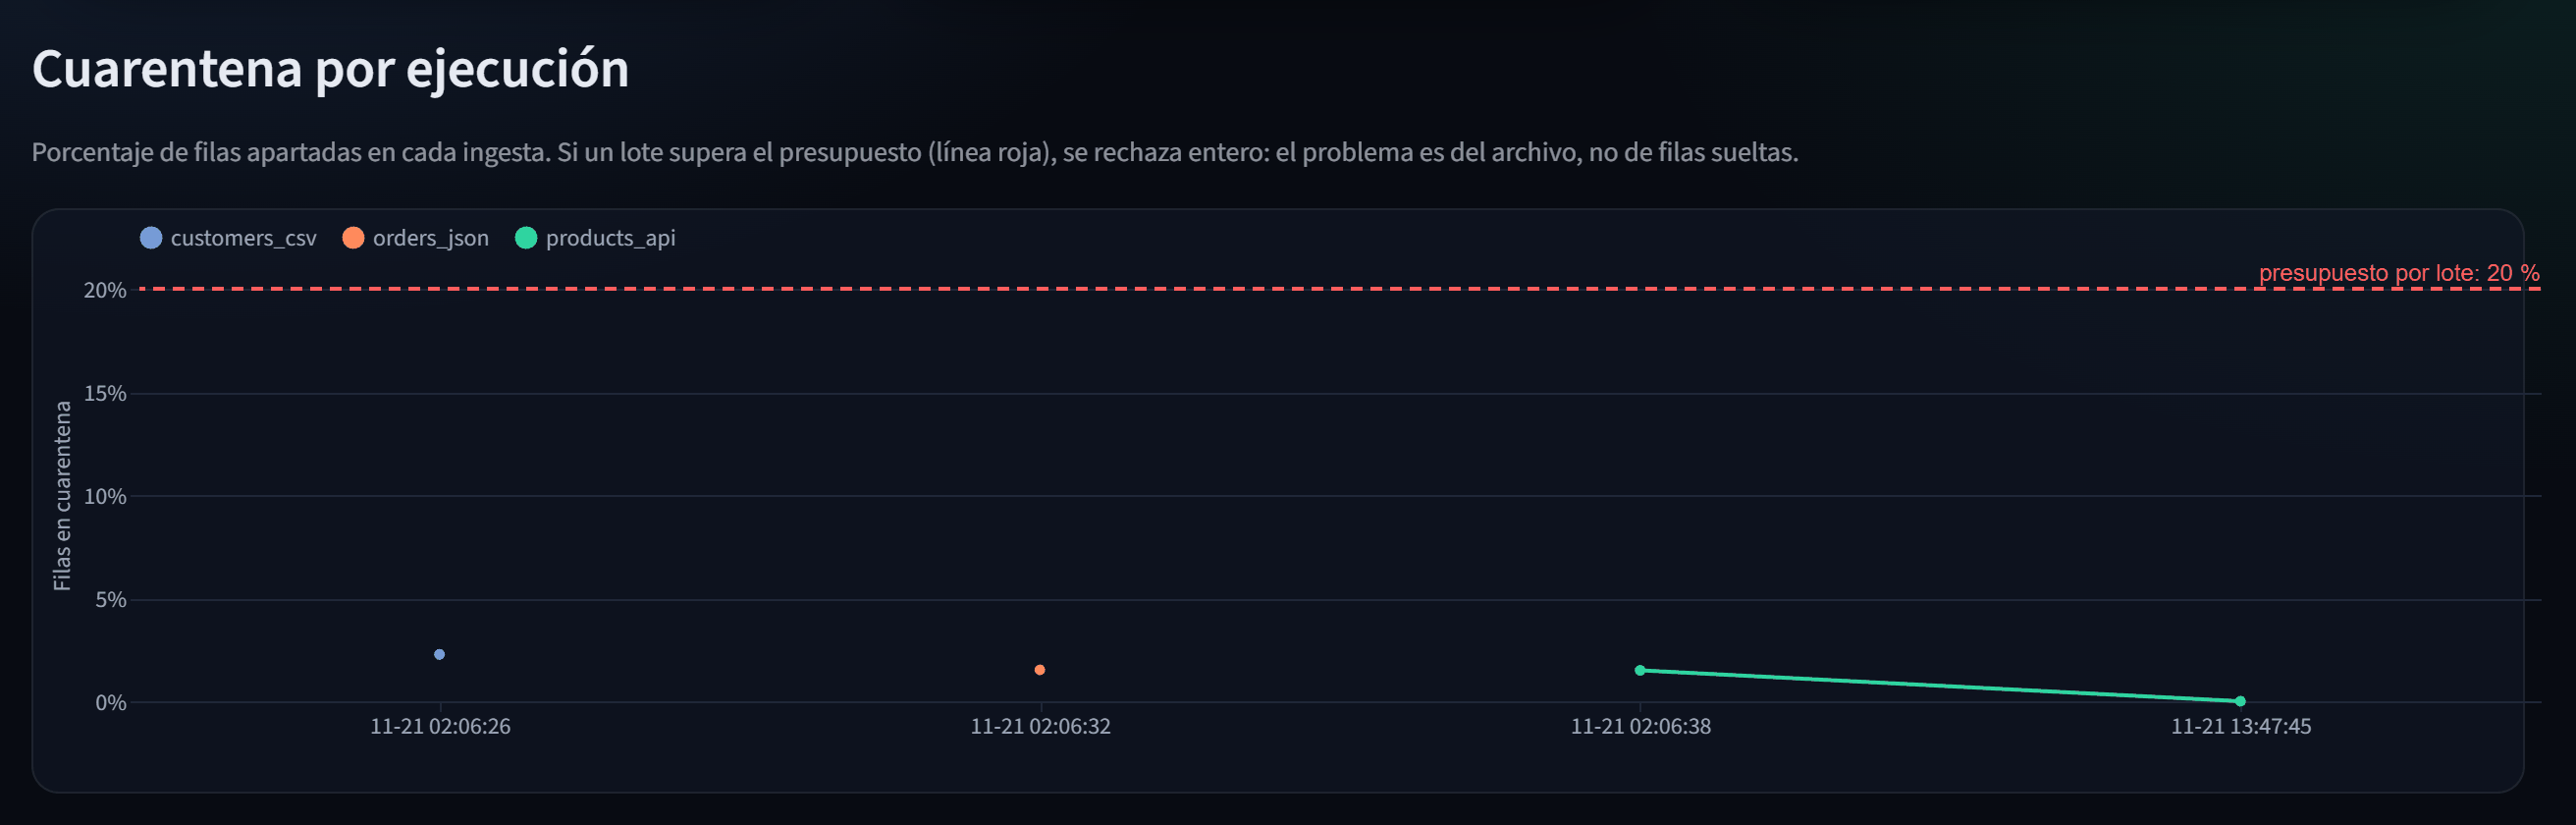 Cuarentena por ejecución
Porcentaje de filas apartadas en cada ingesta. Si un lote supera el presupuesto (línea roja), se rechaza entero: el problema es del archivo, no de filas sueltas.
customers_csv orders_json products_api
presupuesto por lote: 20 %
20%
15%
10%
5%
0%
Filas en cuarentena
11-21 02:06:26 11-21 02:06:32 11-21 02:06:38 11-21 13:47:45